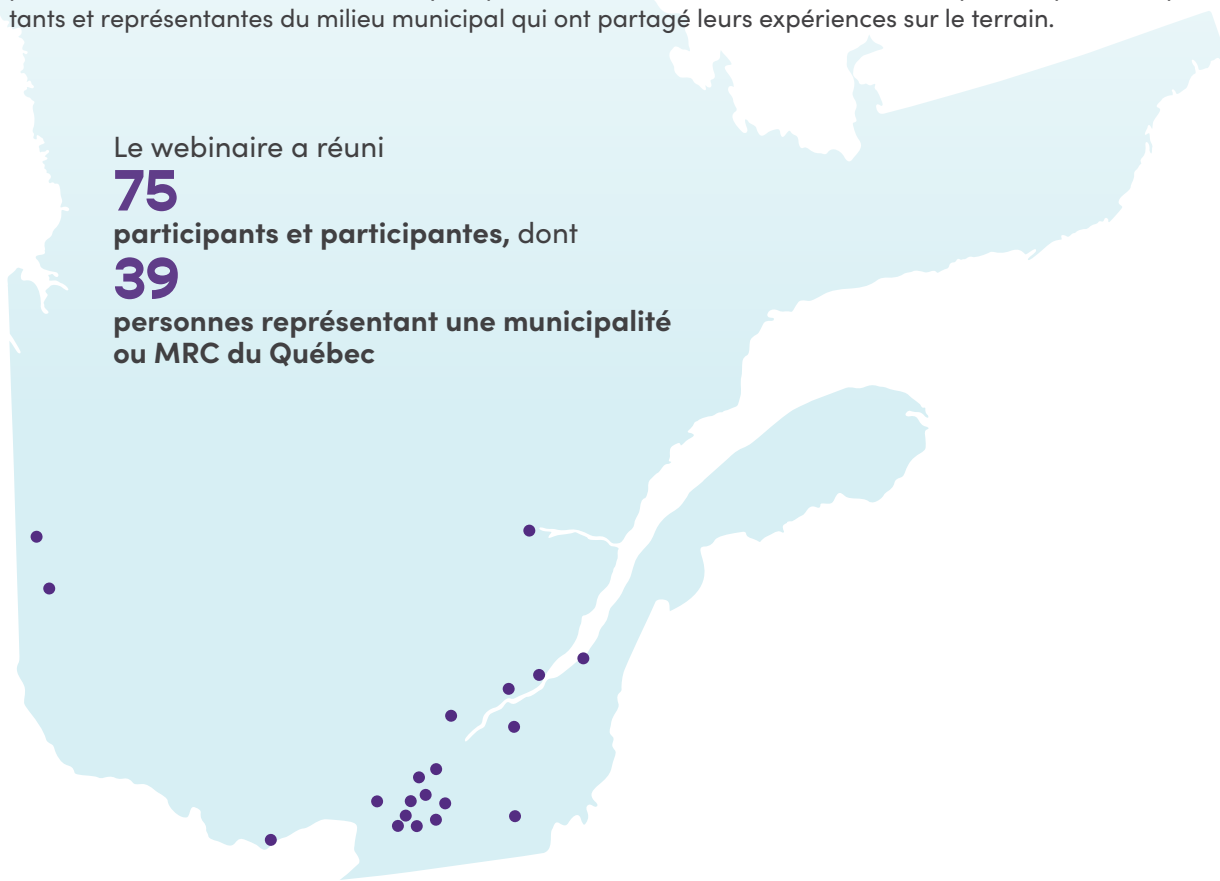 tants et représentantes du milieu municipal qui ont partagé leurs expériences sur le terrain.
Le webinaire a réuni
75
participants et participantes, dont
39
personnes représentant une municipalité
ou MRC du Québec